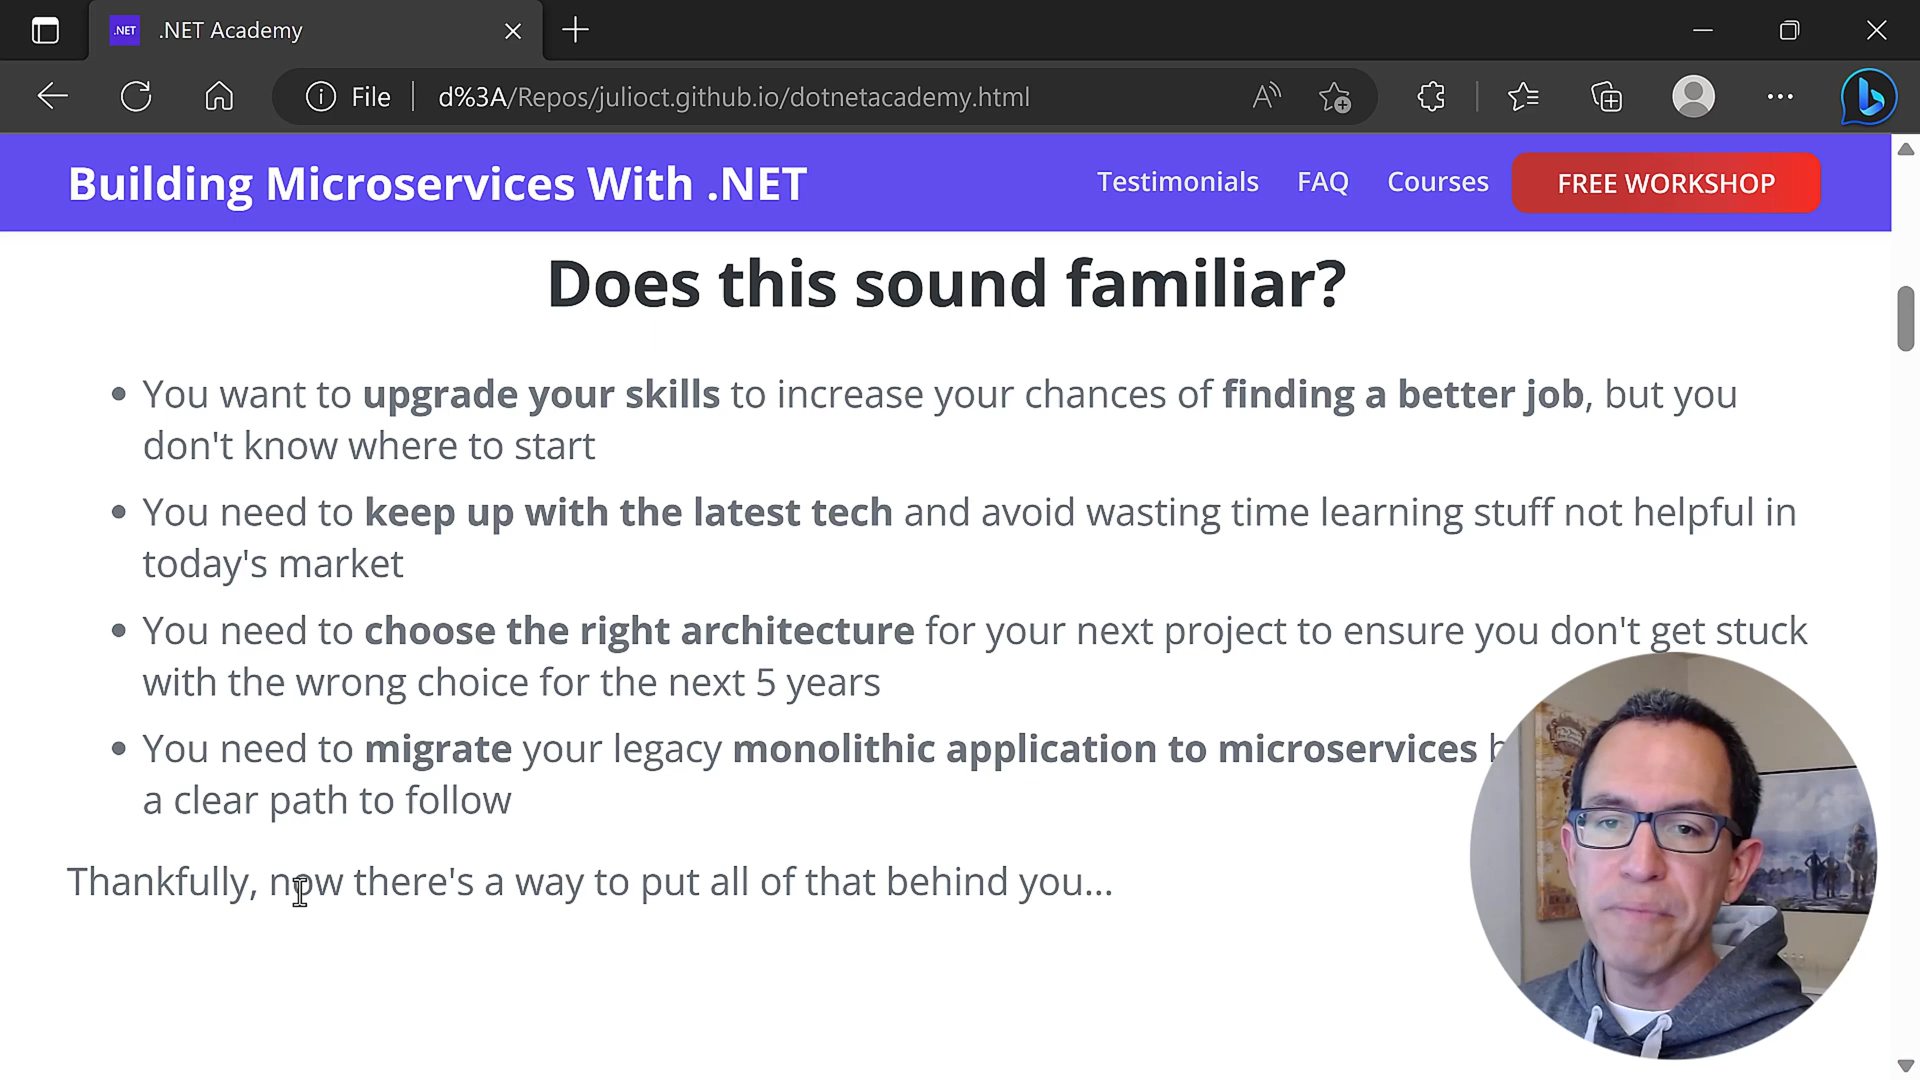 .NET .NET Academy
File d%3A/Repos/julioct.github.io/dotnetacademy.html
Building Microservices With .NET
Testimonials FAQ Courses FREE WORKSHOP
Does this sound familiar?
You want to upgrade your skills to increase your chances of finding a better job, but you
don't know where to start
You need to keep up with the latest tech and avoid wasting time learning stuff not helpful in
today's market
You need to choose the right architecture for your next project to ensure you don't get stuck
with the wrong choice for the next 5 years
You need to migrate your legacy monolithic application to microservices
a clear path to follow
Thankfully, now there's a way to put all of that behind you...